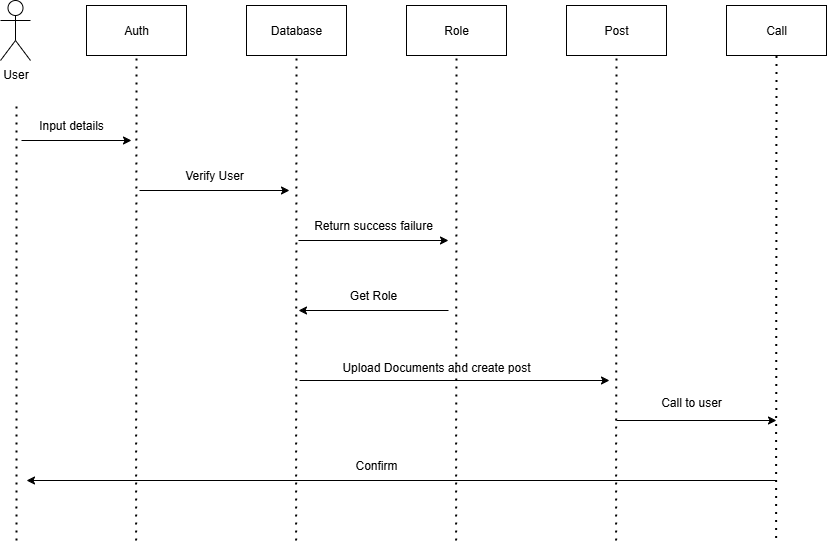 Auth
Database
Role
Post
Call
User
Input details
Verify User
Return success failure
Get Role
Upload Documents and create post
Call to user
Confirm